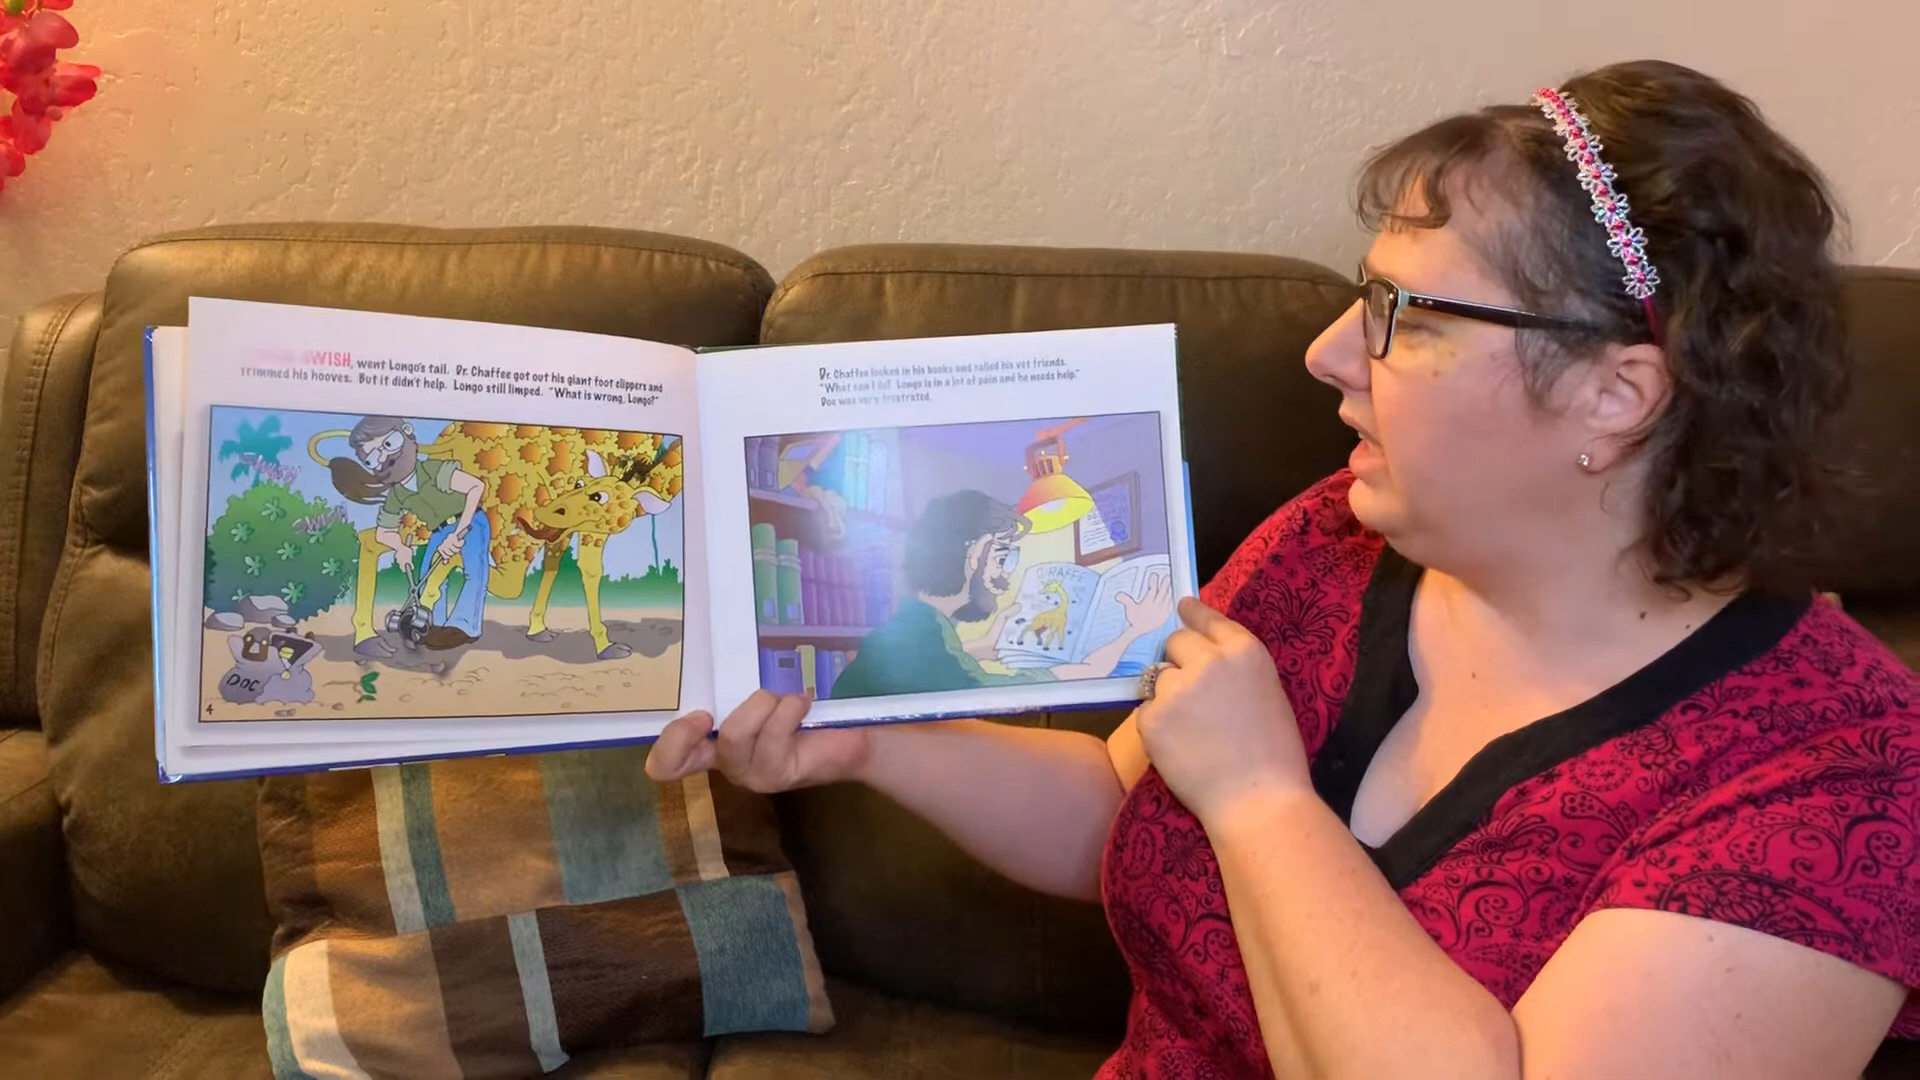 SWISH, went Longo's tail. Dr. Chaffee got out his giant foot clippers and
trimmed his hooves. But it didn't help. Longo still limped. "What is wrong, Longo?"
SWISH
SWISH
DOC
4
Dr. Chaffee looked in his books and called his vet friends.
"What can I do? Longo is in a lot of pain and he needs help."
Doc was very frustrated.
GIRAFFE